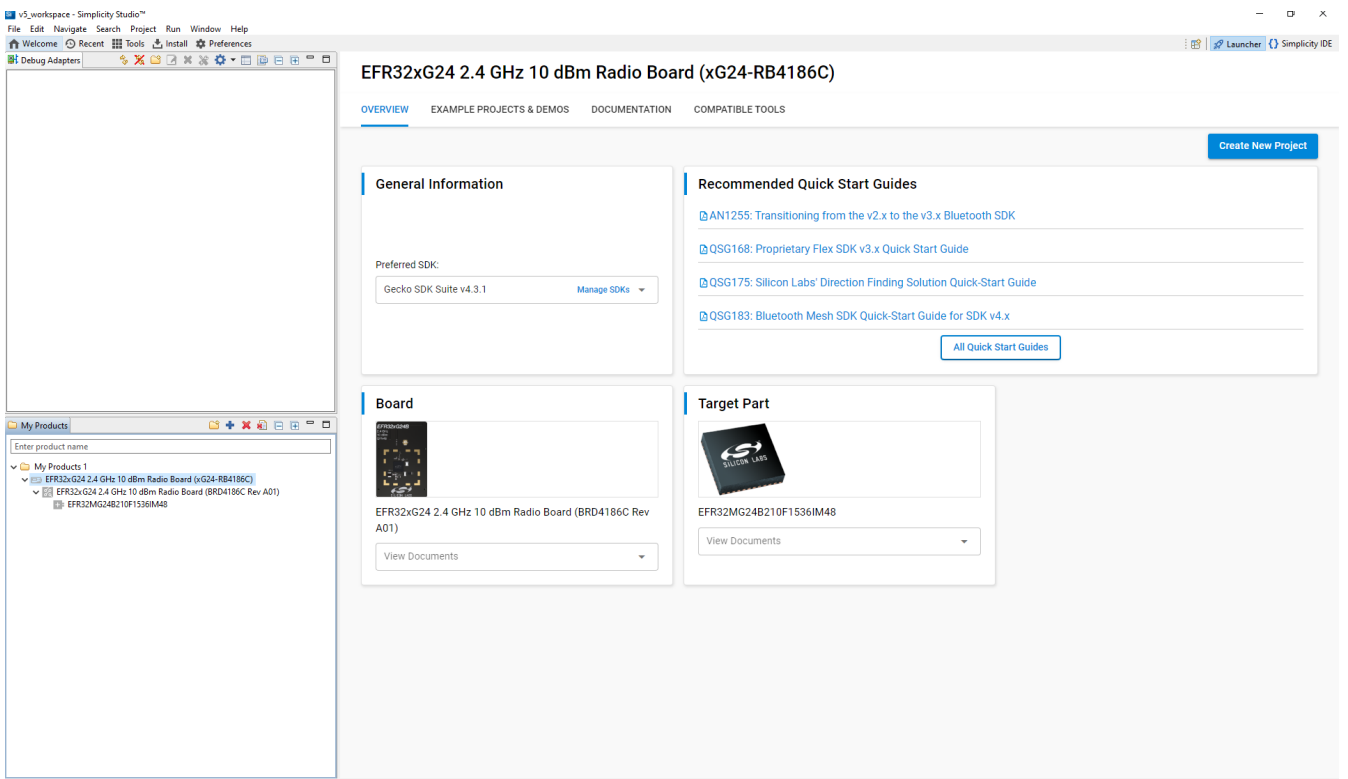 v5_workspace - Simplicity Studio™
File Edit Navigate Search Project Run Window Help
Welcome Recent Tools Install Preferences
Launcher Simplicity IDE
Debug Adapters
EFR32xG24 2.4 GHz 10 dBm Radio Board (xG24-RB4186C)
OVERVIEW EXAMPLE PROJECTS & DEMOS DOCUMENTATION COMPATIBLE TOOLS
Create New Project
General Information
Preferred SDK:
Gecko SDK Suite v4.3.1 Manage SDKs
Recommended Quick Start Guides
AN1255: Transitioning from the v2.x to the v3.x Bluetooth SDK
QSG168: Proprietary Flex SDK v3.x Quick Start Guide
QSG175: Silicon Labs' Direction Finding Solution Quick-Start Guide
QSG183: Bluetooth Mesh SDK Quick-Start Guide for SDK v4.x
All Quick Start Guides
Board
EFR32xG24 2.4 GHz 10 dBm Radio Board (BRD4186C Rev
A01)
View Documents
Target Part
SILICON LABS
EFR32MG24B210F1536IM48
View Documents
My Products
Enter product name
My Products 1
EFR32xG24 2.4 GHz 10 dBm Radio Board (xG24-RB4186C)
EFR32xG24 2.4 GHz 10 dBm Radio Board (BRD4186C Rev A01)
EFR32MG24B210F1536IM48